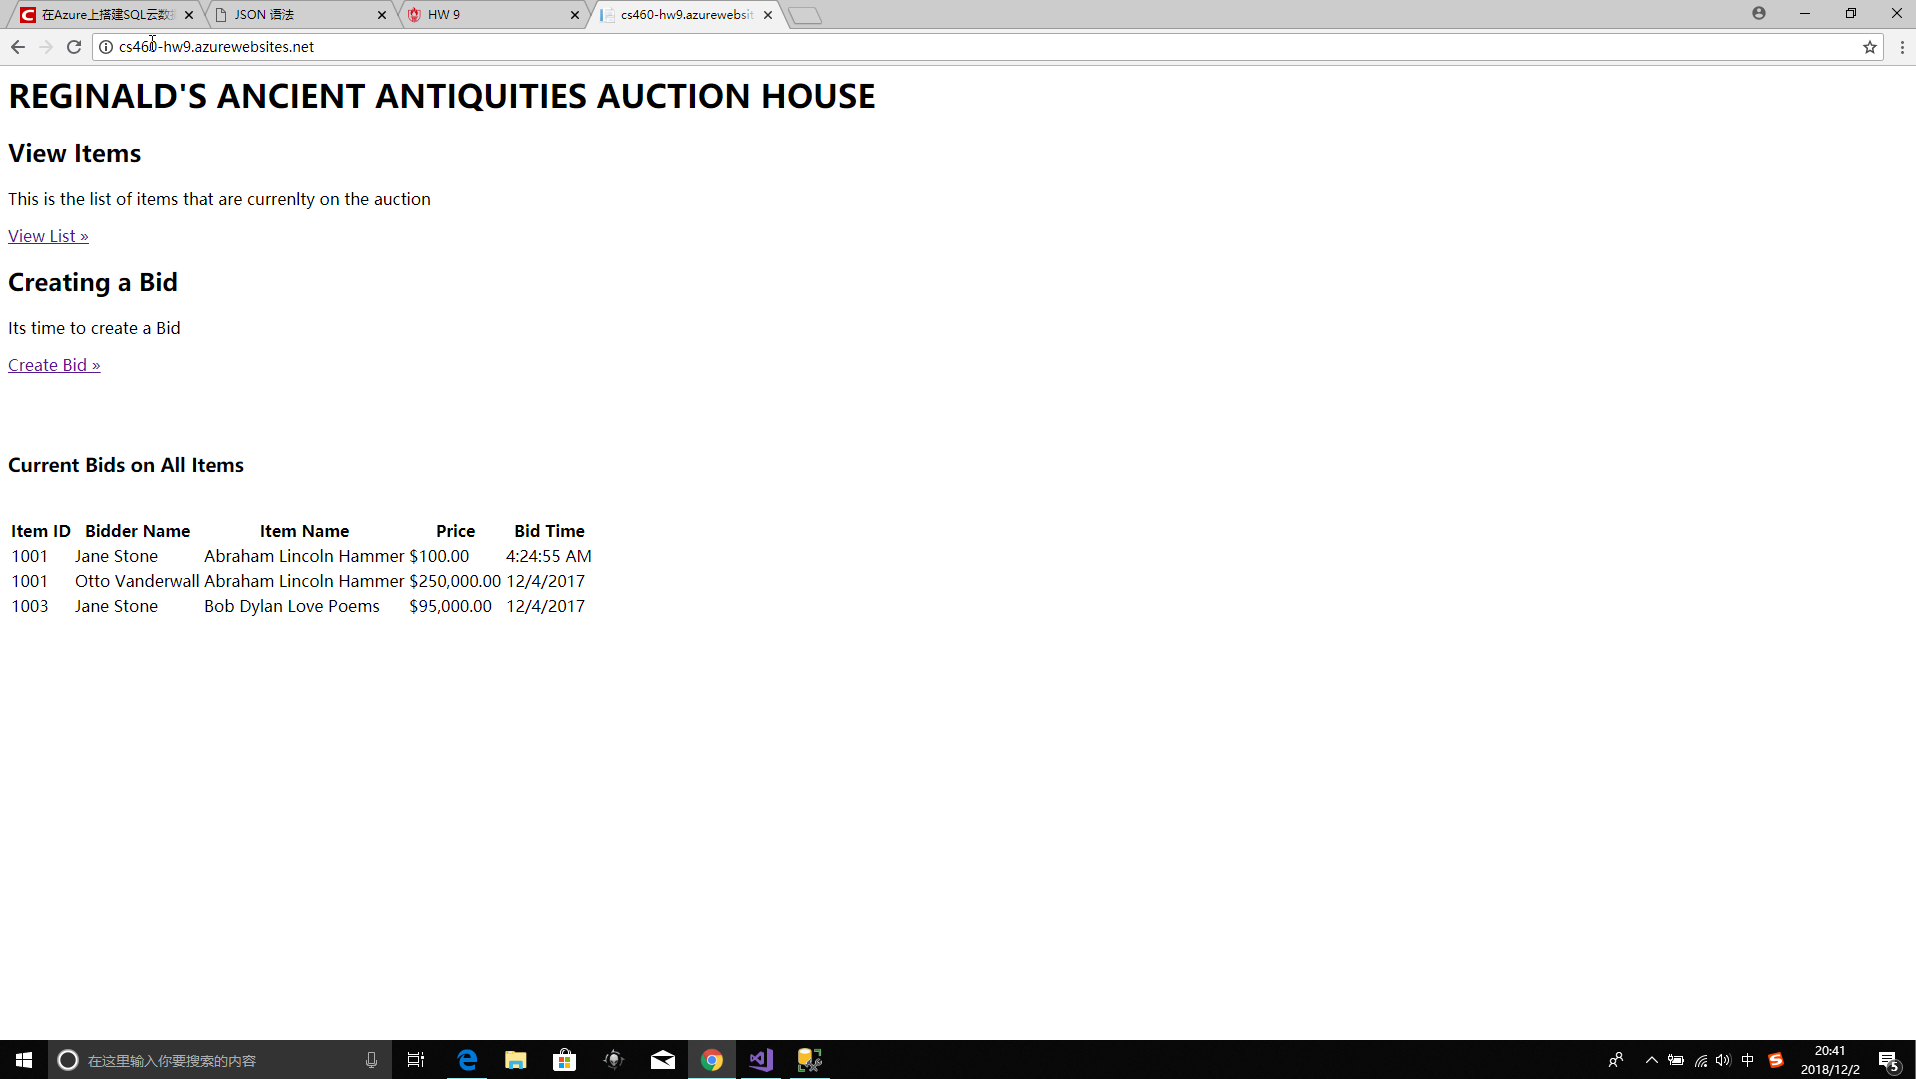 在Azure上搭建SQL云数
JSON 语法
HW 9
cs460-hw9.azurewebsit
cs460-hw9.azurewebsites.net
REGINALD'S ANCIENT ANTIQUITIES AUCTION HOUSE
View Items
This is the list of items that are currenlty on the auction
View List »
Creating a Bid
Its time to create a Bid
Create Bid »
Current Bids on All Items
Item ID Bidder Name Item Name Price Bid Time
1001 Jane Stone Abraham Lincoln Hammer $100.00 4:24:55 AM
1001 Otto Vanderwall Abraham Lincoln Hammer $250,000.00 12/4/2017
1003 Jane Stone Bob Dylan Love Poems $95,000.00 12/4/2017
在这里输入你要搜索的内容
中
20:41
2018/12/2
5